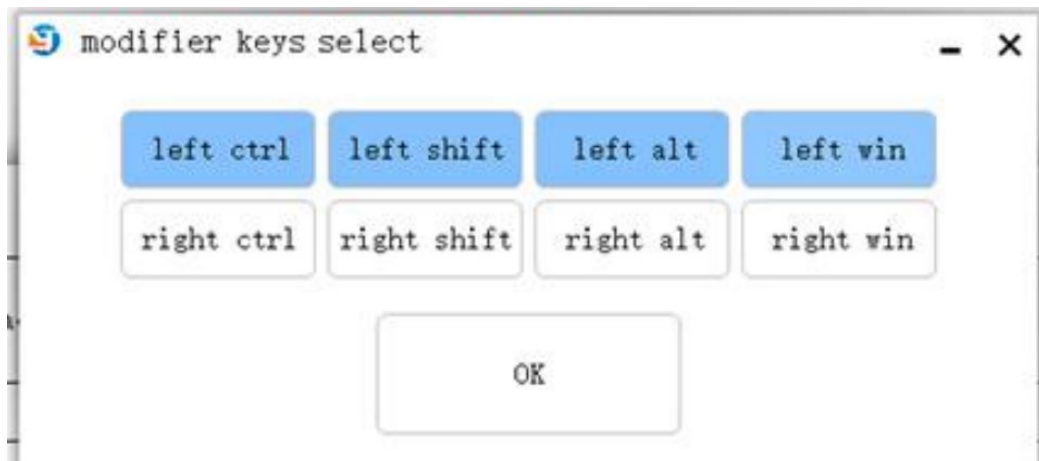 modifier keys select
left ctrl left shift left alt left win
right ctrl right shift right alt right win
OK